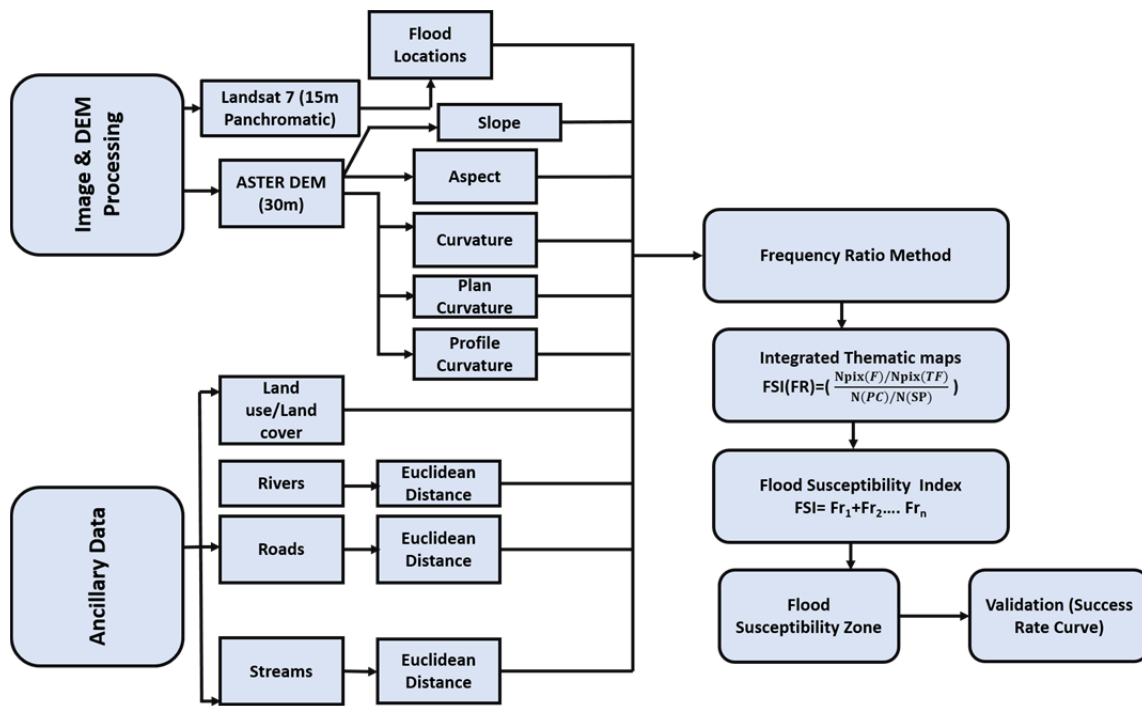 Image & DEM
Processing
Landsat 7 (15m
Panchromatic)
ASTER DEM
(30m)
Flood
Locations
Slope
Aspect
Curvature
Plan
Curvature
Profile
Curvature
Ancillary Data
Land
use/Land
cover
Rivers
Euclidean
Distance
Roads
Euclidean
Distance
Streams
Euclidean
Distance
Frequency Ratio Method
Integrated Thematic maps
FSI(FR)=( Npix(F)/Npix(TF)
N(PC)/N(SP) )
Flood Susceptibility Index
FSI= Fr₁+Fr₂.... Frₙ
Flood
Susceptibility Zone
Validation (Success
Rate Curve)